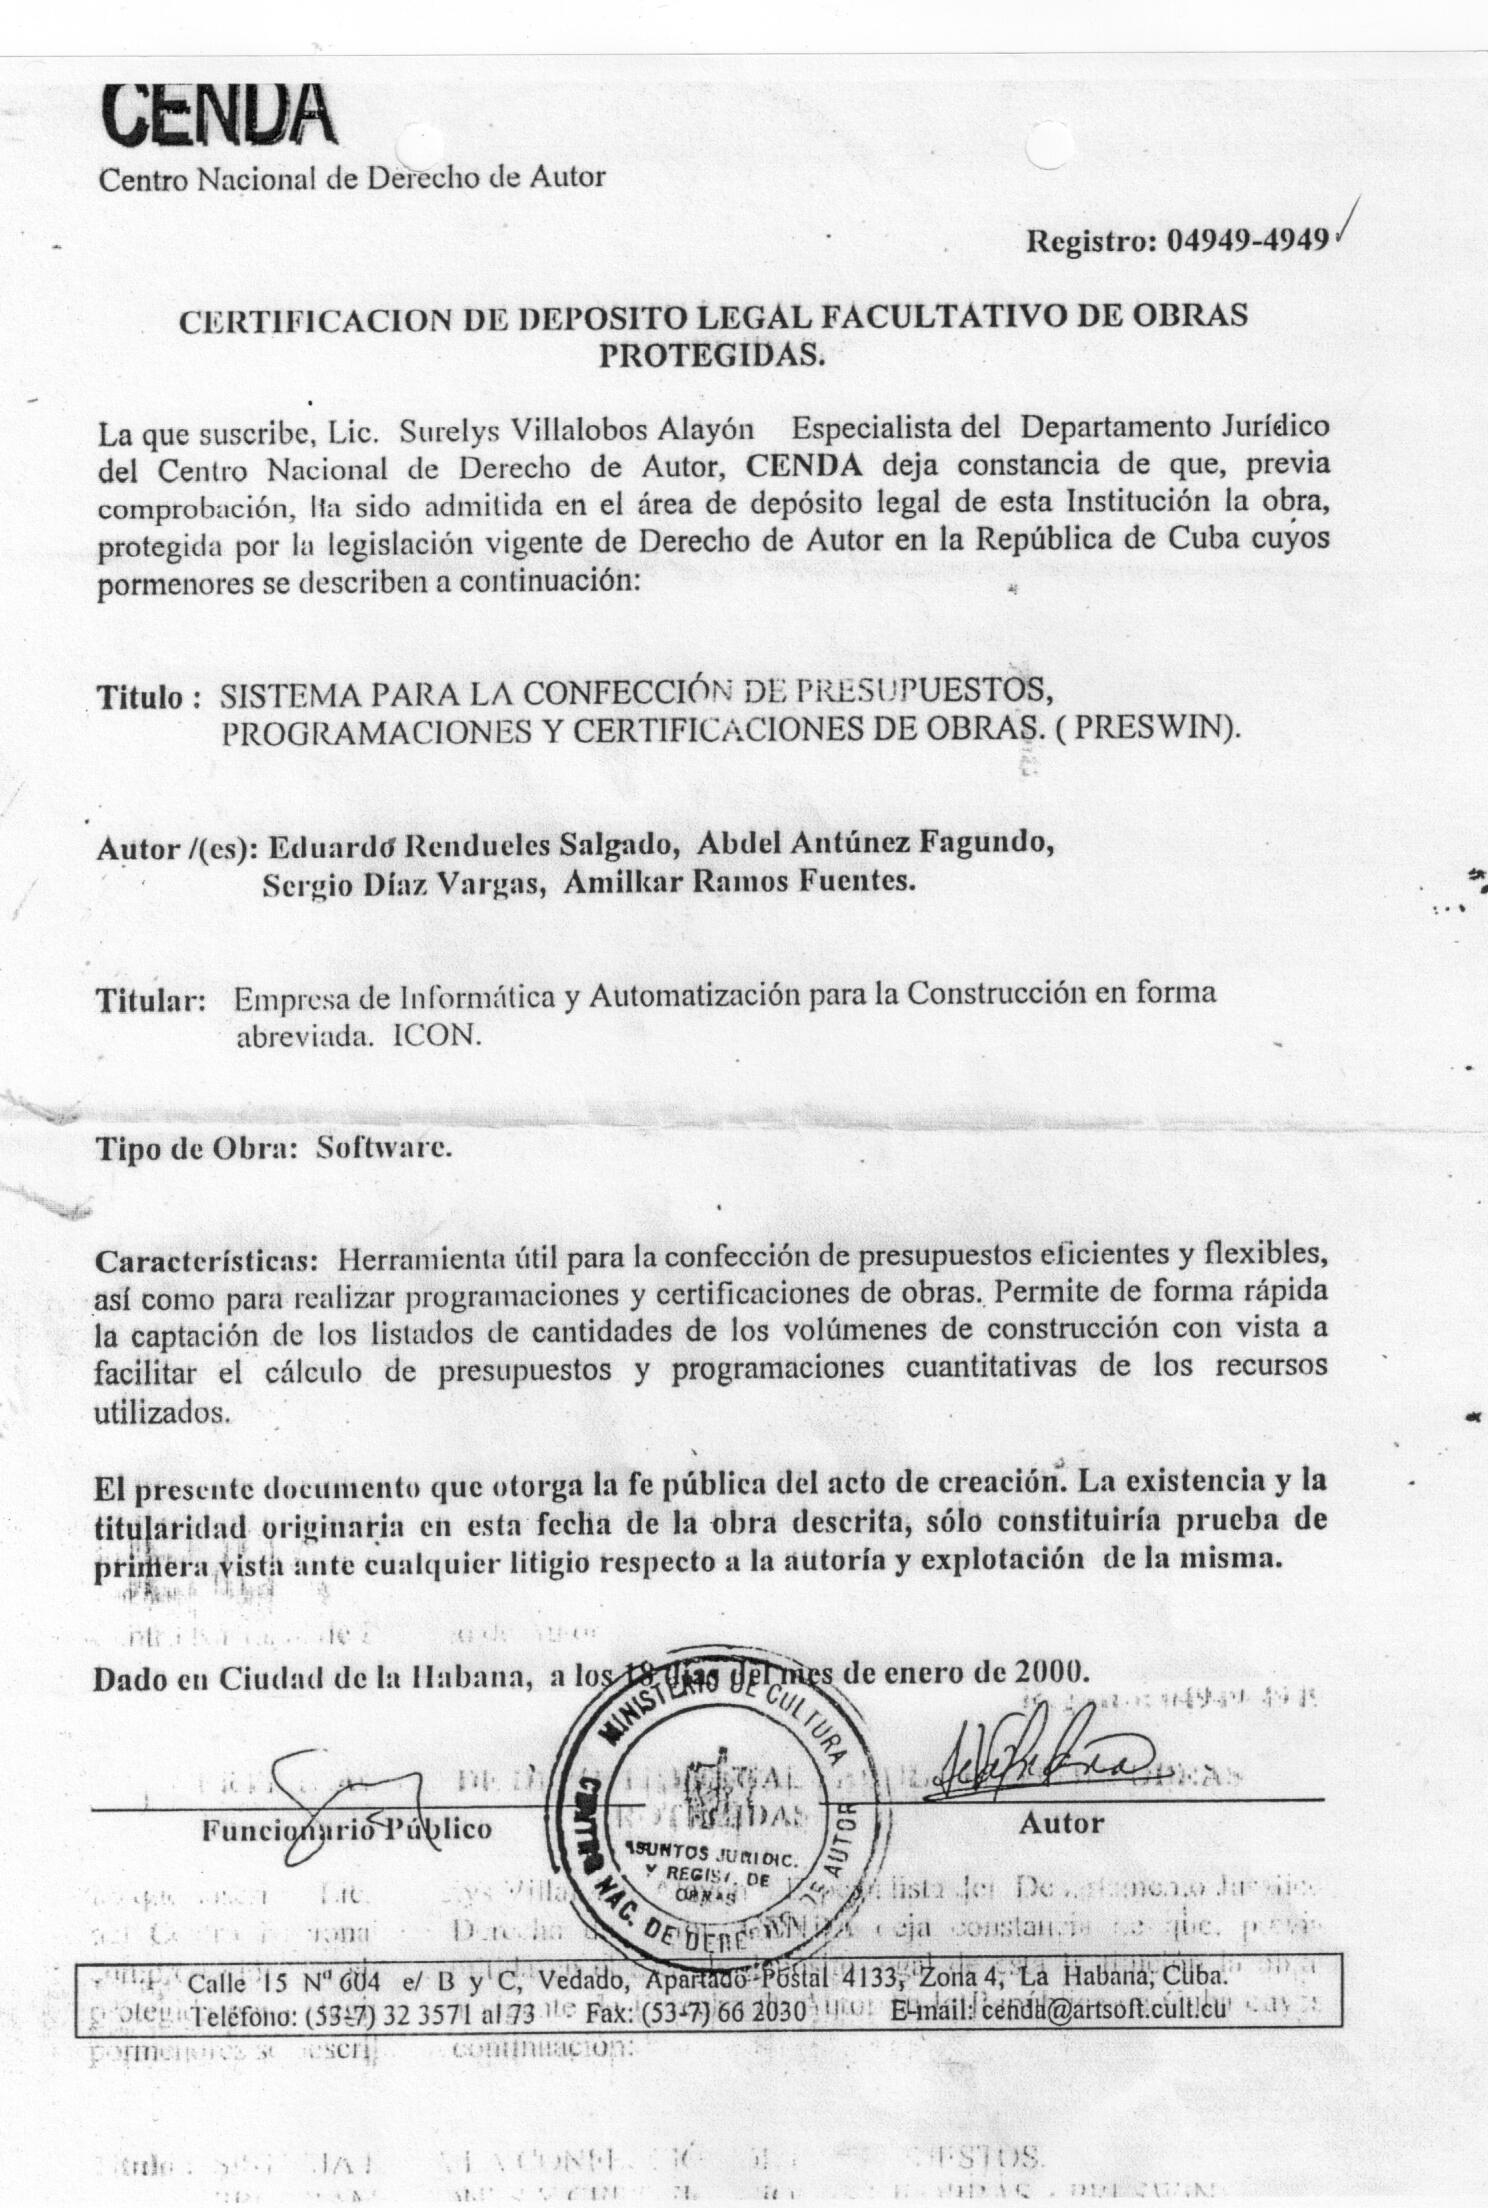 CENDA
Centro Nacional de Derecho de Autor
Registro: 04949-4949
CERTIFICACION DE DEPOSITO LEGAL FACULTATIVO DE OBRAS
PROTEGIDAS.
La que suscribe, Lic. Surelys Villalobos Alayón Especialista del Departamento Jurídico
del Centro Nacional de Derecho de Autor, CENDA deja constancia de que, previa
comprobación, ha sido admitida en el área de depósito legal de esta Institución la obra,
protegida por la legislación vigente de Derecho de Autor en la República de Cuba cuyos
pormenores se describen a continuación:
Titulo : SISTEMA PARA LA CONFECCIÓN DE PRESUPUESTOS,
PROGRAMACIONES Y CERTIFICACIONES DE OBRAS. ( PRESWIN).
Autor /(es): Eduardo Rendueles Salgado, Abdel Antúnez Fagundo,
Sergio Díaz Vargas, Amilkar Ramos Fuentes.
Titular: Empresa de Informática y Automatización para la Construcción en forma
abreviada. ICON.
Tipo de Obra: Software.
Características: Herramienta útil para la confección de presupuestos eficientes y flexibles,
así como para realizar programaciones y certificaciones de obras. Permite de forma rápida
la captación de los listados de cantidades de los volúmenes de construcción con vista a
facilitar el cálculo de presupuestos y programaciones cuantitativas de los recursos
utilizados.
El presente documento que otorga la fe pública del acto de creación. La existencia y la
titularidad originaria en esta fecha de la obra descrita, sólo constituiría prueba de
primera vista ante cualquier litigio respecto a la autoría y explotación de la misma.
Dado en Ciudad de la Habana, a los 18 días del mes de enero de 2000.
MINISTERIO DE CULTURA
CENTRO NAC. DE DERECHO DE AUTOR
ASUNTOS JURIDIC.
Y REGIST. DE
OBRAS
Funcionario Público
Autor
Calle 15 Nº 604 e/ B y C, Vedado, Apartado Postal 4133, Zona 4, La Habana, Cuba.
Teléfono: (53-7) 32 3571 al 73 Fax: (53-7) 66 2030 E-mail: cenda@artsoft.cult.cu